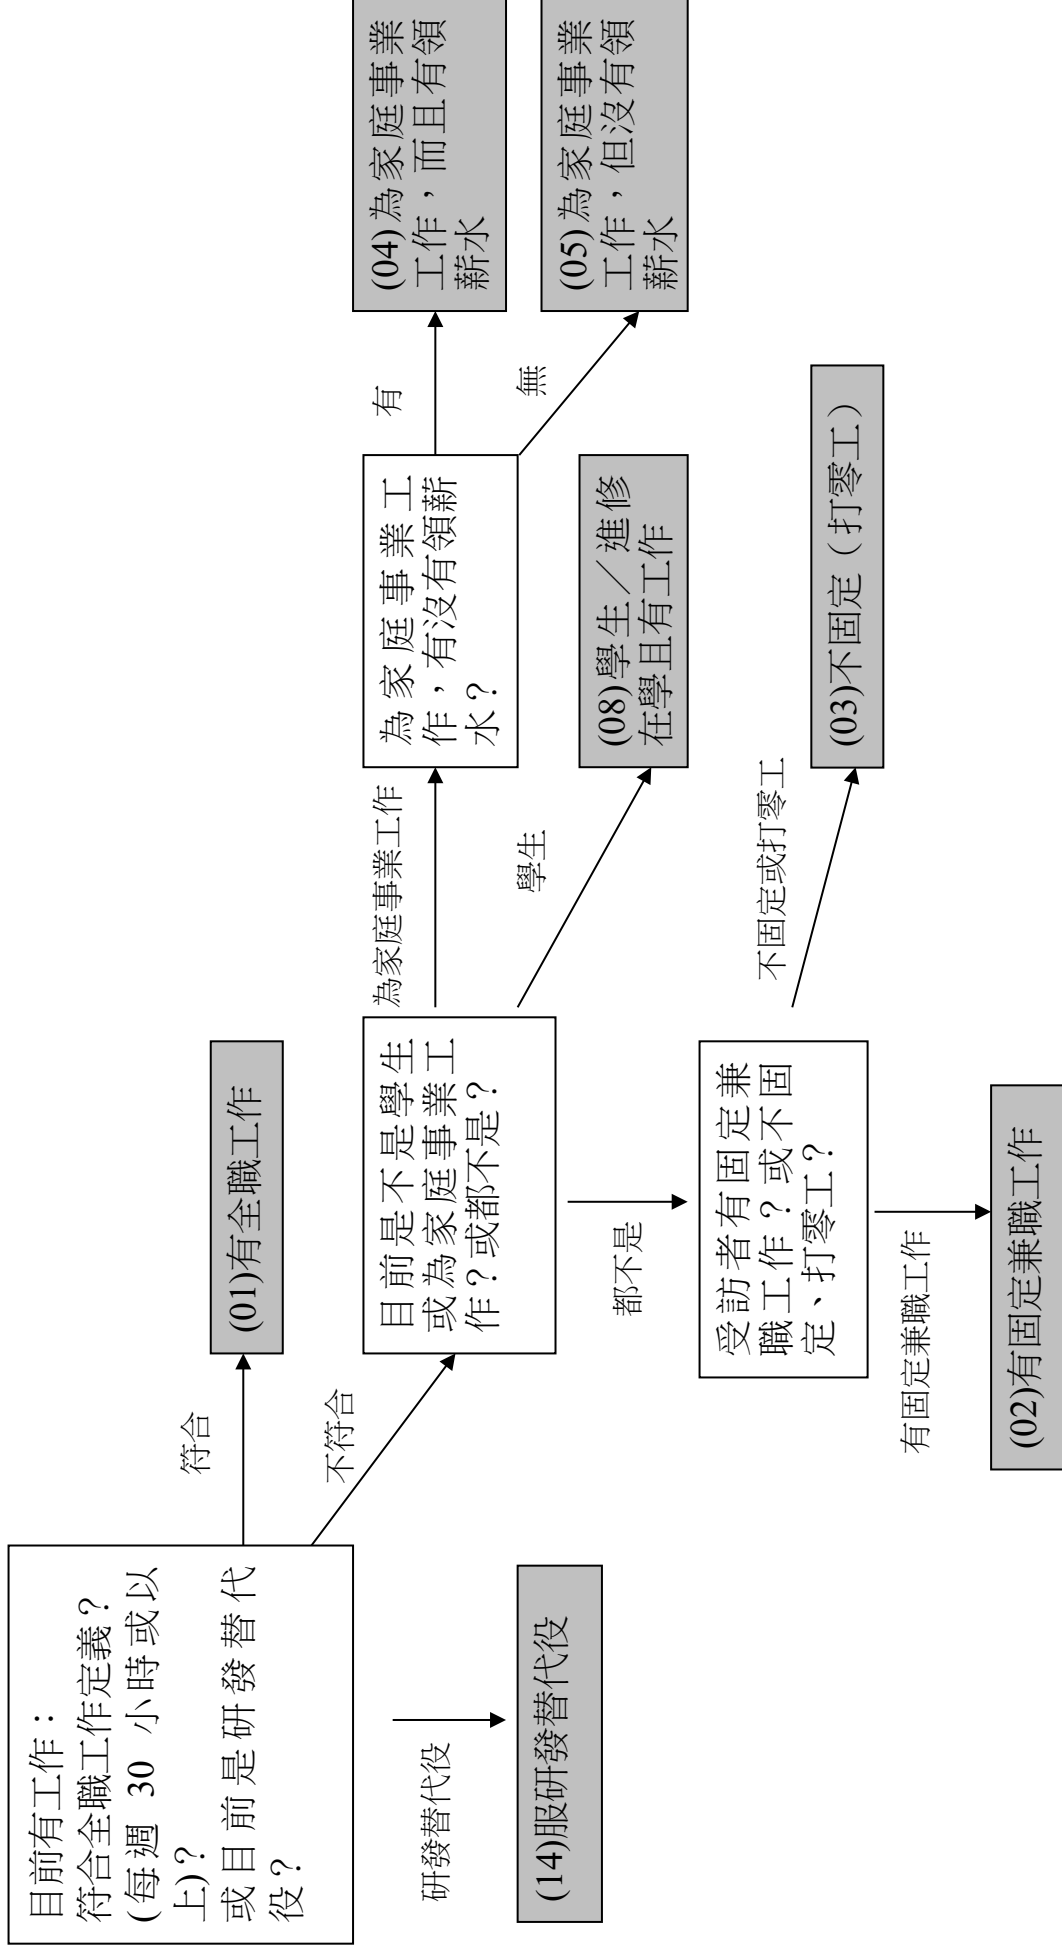 目前有工作：
符合全職工作定義？
(每週 30 小時或以
上)？
或目前是研發替代
役？
符合
(01)有全職工作
不符合
研發替代役
(14)服研發替代役
目前是不是學生
或為家庭事業工
作？或都不是？
為家庭事業工作
為家庭事業工
作，有沒有領薪
水？
有
(04)為家庭事業
工作，而且有領
薪水
無
(05)為家庭事業
工作，但沒有領
薪水
學生
(08)學生／進修
在學且有工作
都不是
受訪者有固定兼
職工作？或不固
定、打零工？
不固定或打零工
(03)不固定（打零工）
有固定兼職工作
(02)有固定兼職工作